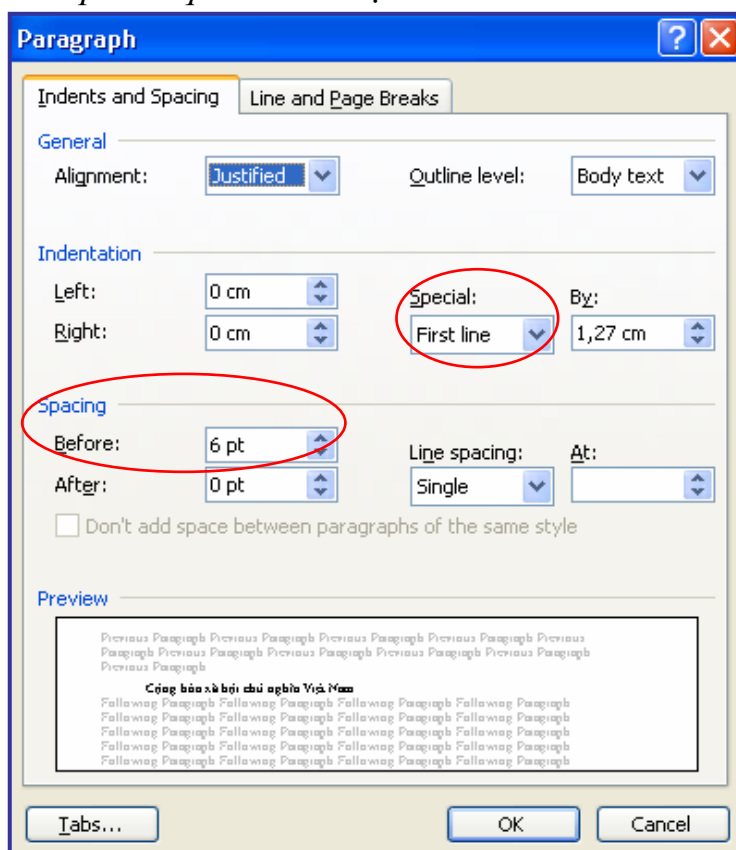 Paragraph
Indents and Spacing Line and Page Breaks
General
Alignment: Justified Outline level: Body text
Indentation
Left: 0 cm Special: By:
Right: 0 cm First line 1,27 cm
Spacing
Before: 6 pt Line spacing: At:
After: 0 pt Single
Don't add space between paragraphs of the same style
Preview
Previous Paragraph Previous Paragraph Previous Paragraph Previous Paragraph Previous
Paragraph Previous Paragraph Previous Paragraph Previous Paragraph Previous Paragraph
Previous Paragraph
Việt Nam
Following Paragraph Following Paragraph Following Paragraph Following Paragraph
Following Paragraph Following Paragraph Following Paragraph Following Paragraph
Following Paragraph Following Paragraph Following Paragraph Following Paragraph
Following Paragraph Following Paragraph Following Paragraph Following Paragraph
Following Paragraph Following Paragraph Following Paragraph Following Paragraph
Tabs... OK Cancel